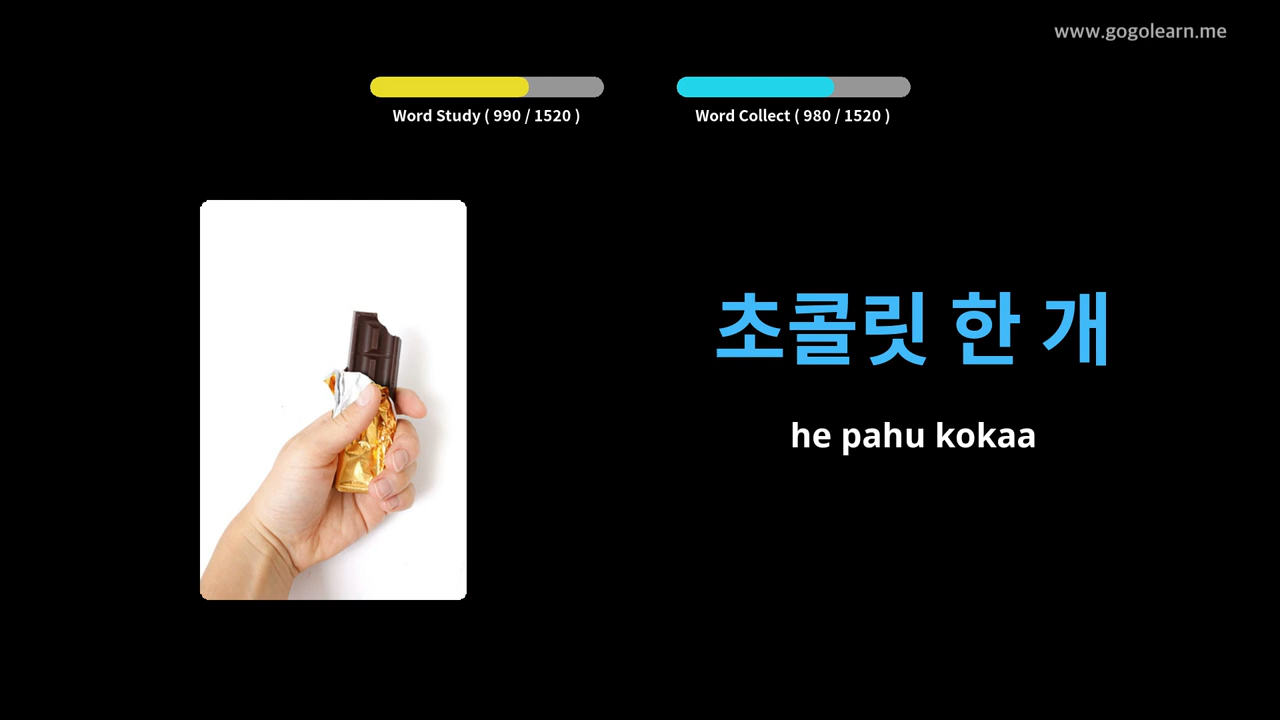 www.gogolearn.me
Word Study ( 990 / 1520 )
Word Collect ( 980 / 1520 )
초콜릿 한 개
he pahu kokaa